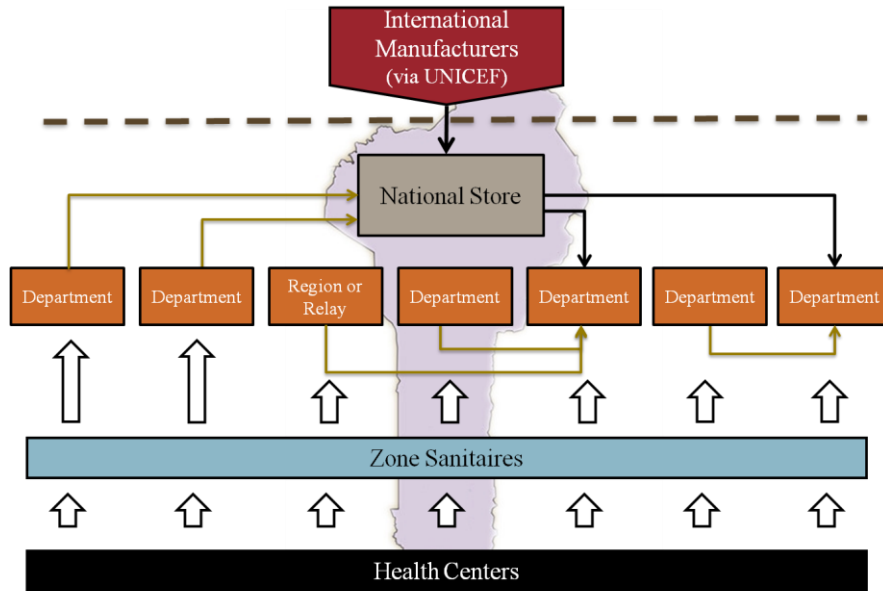 International
Manufacturers
(via UNICEF)
National Store
Department
Department
Region or
Relay
Department
Department
Department
Department
Zone Sanitaires
Health Centers